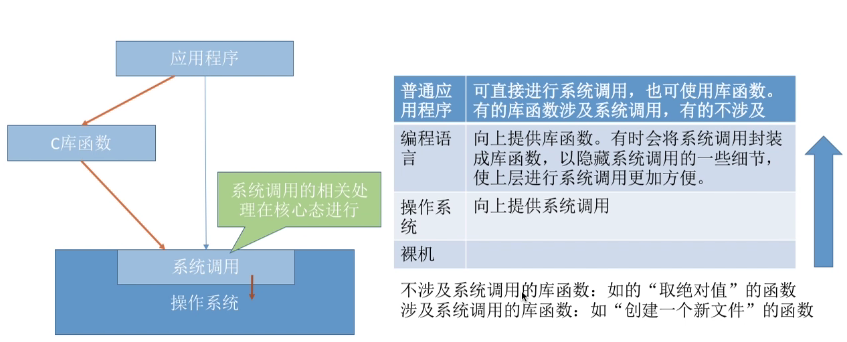 应用程序
C库函数
系统调用的相关处
理在核心态进行
系统调用
操作系统
普通应
用程序
可直接进行系统调用，也可使用库函数。
有的库函数涉及系统调用，有的不涉及
编程语
言
向上提供库函数。有时会将系统调用封装
成库函数，以隐藏系统调用的一些细节，
使上层进行系统调用更加方便。
操作系
统
向上提供系统调用
裸机
不涉及系统调用的库函数：如的“取绝对值”的函数
涉及系统调用的库函数：如“创建一个新文件”的函数